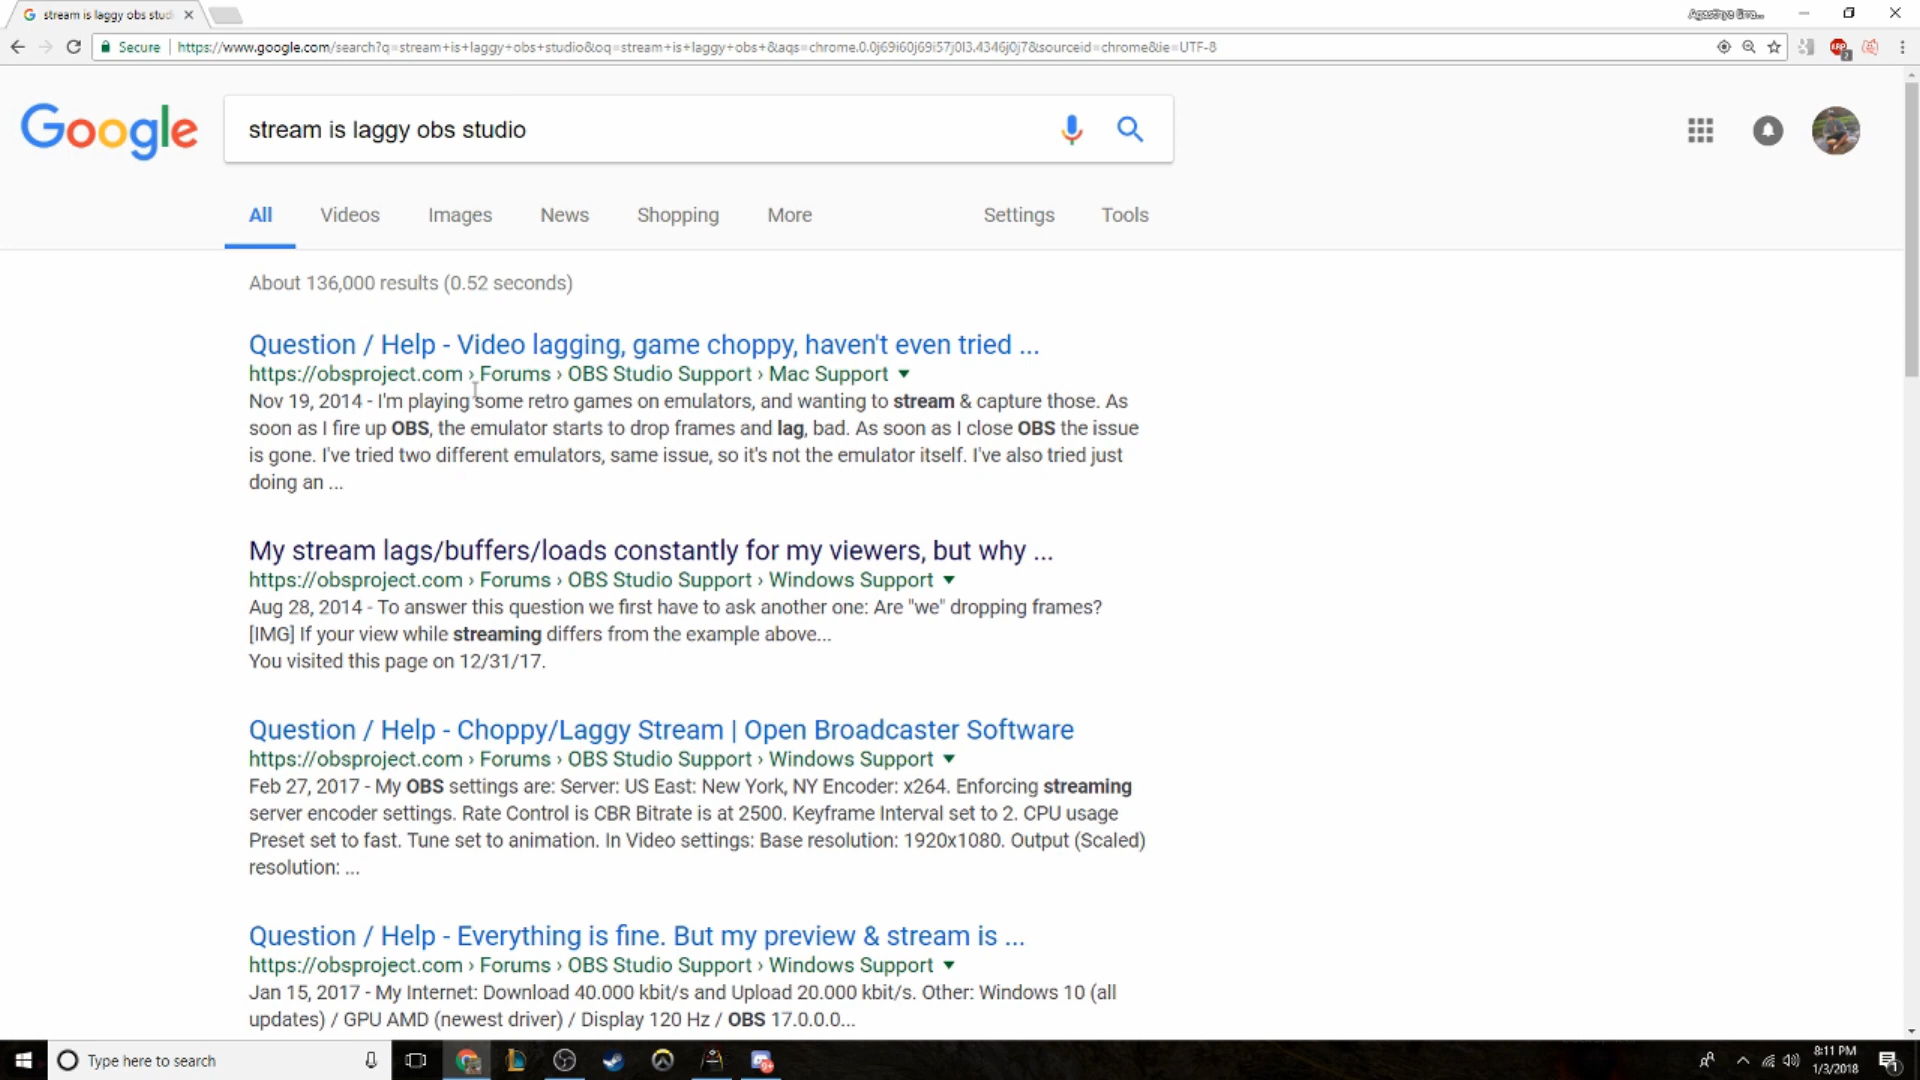 stream is laggy obs stud
Secure https://www.google.com/search?q=stream+is+laggy+obs+studio&oq=stream+is+laggy+obs+&aqs=chrome.0.0j69i60j69i57j0l3.4346j0j7&sourceid=chrome&ie=UTF-8
Google
stream is laggy obs studio
All Videos Images News Shopping More Settings Tools
About 136,000 results (0.52 seconds)
Question / Help - Video lagging, game choppy, haven't even tried ...
https://obsproject.com › Forums › OBS Studio Support › Mac Support
Nov 19, 2014 - I'm playing some retro games on emulators, and wanting to stream & capture those. As
soon as I fire up OBS, the emulator starts to drop frames and lag, bad. As soon as I close OBS the issue
is gone. I've tried two different emulators, same issue, so it's not the emulator itself. I've also tried just
doing an ...
My stream lags/buffers/loads constantly for my viewers, but why ...
https://obsproject.com › Forums › OBS Studio Support › Windows Support
Aug 28, 2014 - To answer this question we first have to ask another one: Are "we" dropping frames?
[IMG] If your view while streaming differs from the example above...
You visited this page on 12/31/17.
Question / Help - Choppy/Laggy Stream | Open Broadcaster Software
https://obsproject.com › Forums › OBS Studio Support › Windows Support
Feb 27, 2017 - My OBS settings are: Server: US East: New York, NY Encoder: x264. Enforcing streaming
server encoder settings. Rate Control is CBR Bitrate is at 2500. Keyframe Interval set to 2. CPU usage
Preset set to fast. Tune set to animation. In Video settings: Base resolution: 1920x1080. Output (Scaled)
resolution: ...
Question / Help - Everything is fine. But my preview & stream is ...
https://obsproject.com › Forums › OBS Studio Support › Windows Support
Jan 15, 2017 - My Internet: Download 40.000 kbit/s and Upload 20.000 kbit/s. Other: Windows 10 (all
updates) / GPU AMD (newest driver) / Display 120 Hz / OBS 17.0.0.0...
Type here to search
8:11 PM
1/3/2018